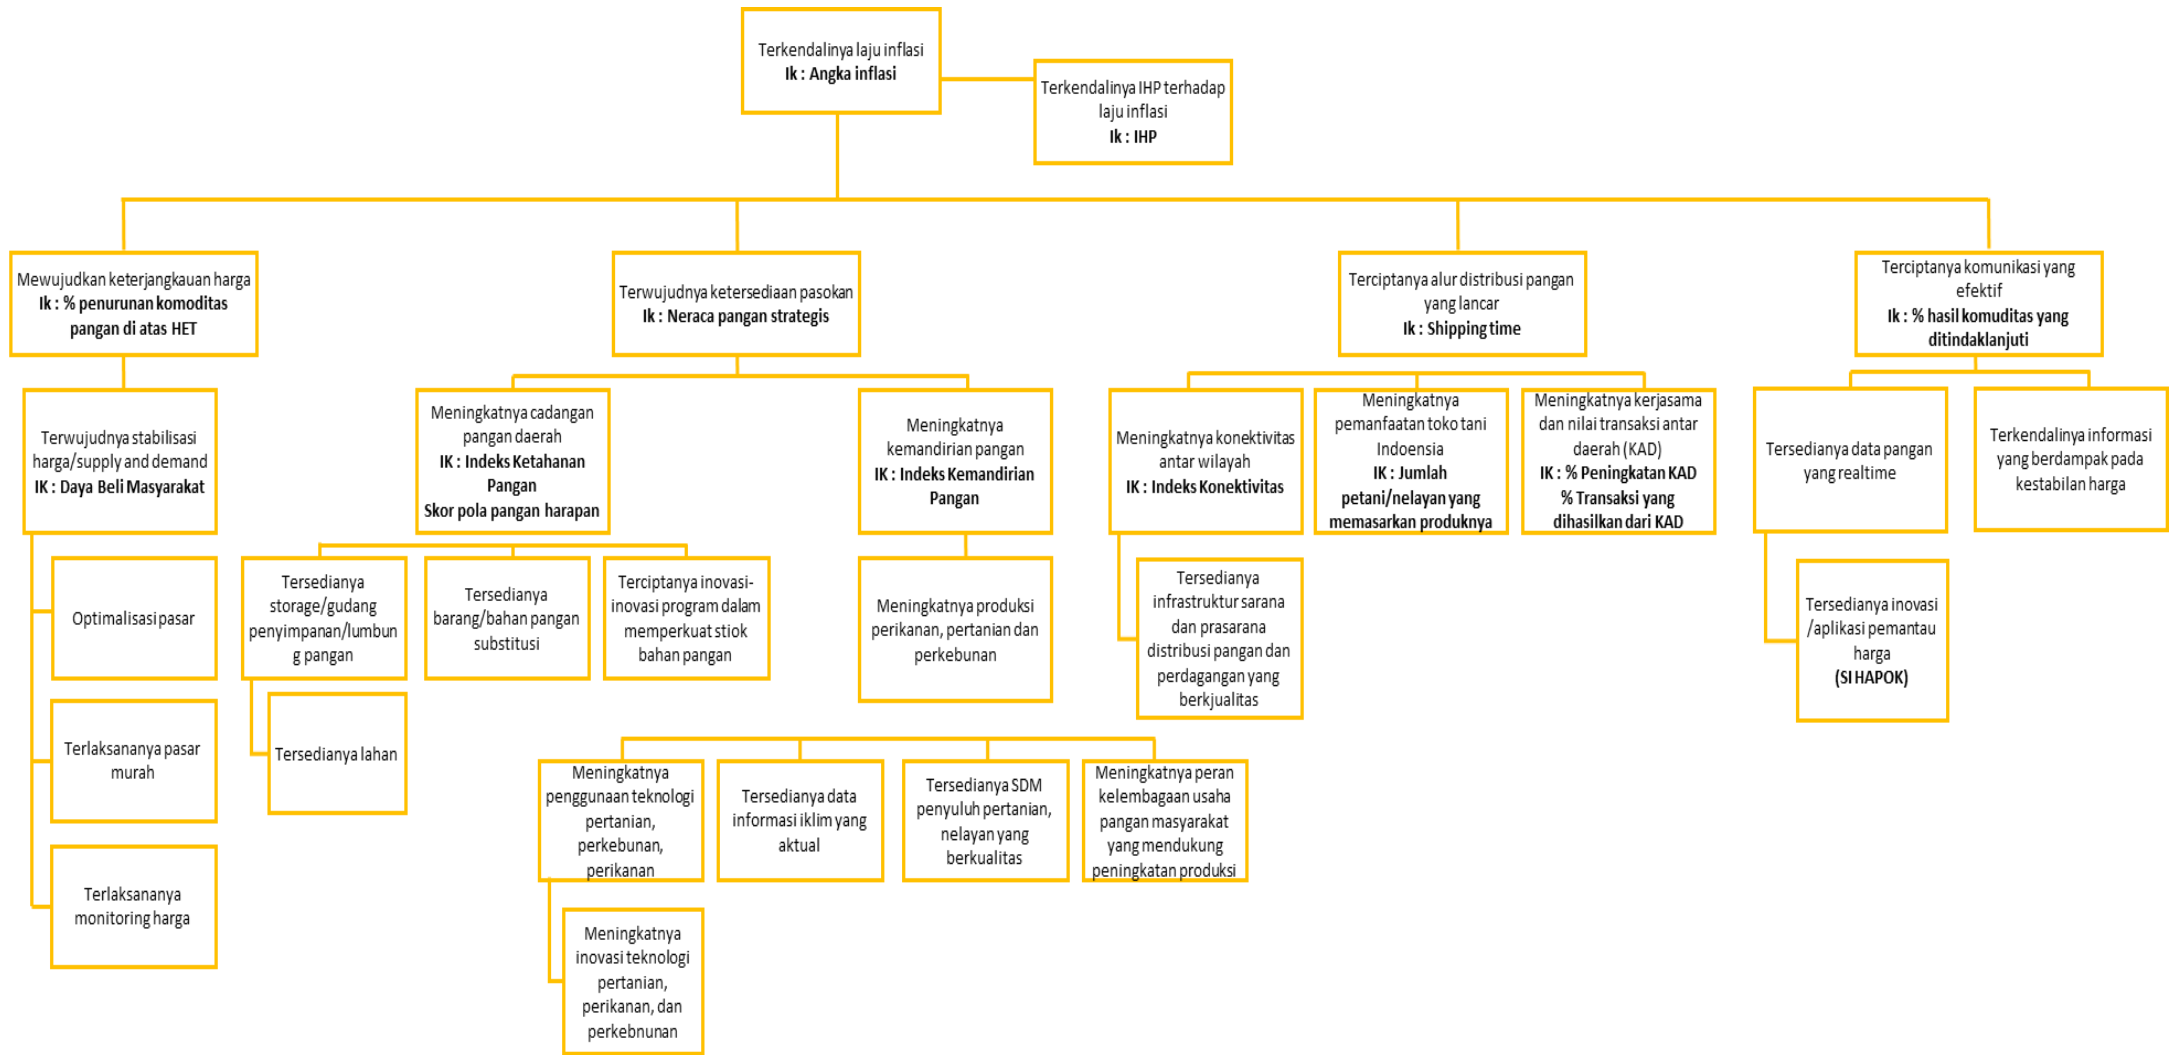 Terkendalinya laju inflasi
Ik : Angka inflasi
Terkendalinya IHP terhadap
laju inflasi
Ik : IHP
Mewujudkan keterjangkauan harga
Ik : % penurunan komoditas
pangan di atas HET
Terwujudnya ketersediaan pasokan
Ik : Neraca pangan strategis
Terciptanya alur distribusi pangan
yang lancar
Ik : Shipping time
Terciptanya komunikasi yang
efektif
Ik : % hasil komuditas yang
ditindaklanjuti
Terwujudnya stabilisasi
harga/supply and demand
IK : Daya Beli Masyarakat
Meningkatnya cadangan
pangan daerah
IK : Indeks Ketahanan
Pangan
Skor pola pangan harapan
Meningkatnya
kemandirian pangan
IK : Indeks Kemandirian
Pangan
Meningkatnya konektivitas
antar wilayah
IK : Indeks Konektivitas
Meningkatnya
pemanfaatan toko tani
Indoensia
IK : Jumlah
petani/nelayan yang
memasarkan produknya
Meningkatnya kerjasama
dan nilai transaksi antar
daerah (KAD)
IK : % Peningkatan KAD
% Transaksi yang
dihasilkan dari KAD
Tersedianya data pangan
yang realtime
Terkendalinya informasi
yang berdampak pada
kestabilan harga
Optimalisasi pasar
Tersedianya
storage/gudang
penyimpanan/lumbun
g pangan
Tersedianya
barang/bahan pangan
substitusi
Terciptanya inovasi-
inovasi program dalam
memperkuat stiok
bahan pangan
Meningkatnya produksi
perikanan, pertanian dan
perkebunan
Tersedianya
infrastruktur sarana
dan prasarana
distribusi pangan dan
perdagangan yang
berkjualitas
Tersedianya inovasi
/aplikasi pemantau
harga
(SI HAPOK)
Terlaksananya pasar
murah
Tersedianya lahan
Meningkatnya
penggunaan teknologi
pertanian,
perkebunan,
perikanan
Tersedianya data
informasi iklim yang
aktual
Tersedianya SDM
penyuluh pertanian,
nelayan yang
berkualitas
Meningkatnya peran
kelembagaan usaha
pangan masyarakat
yang mendukung
peningkatan produksi
Terlaksananya
monitoring harga
Meningkatnya
inovasi teknologi
pertanian,
perikanan, dan
perkebnunan